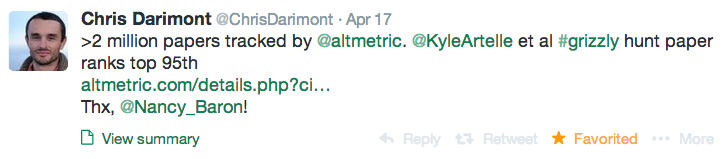 Chris Darimont @ChrisDarimont · Apr 17
>2 million papers tracked by @altmetric. @KyleArtelle et al #grizzly hunt paper
ranks top 95th
altmetric.com/details.php?ci…
Thx, @Nancy_Baron!
View summary Reply Retweet Favorited More